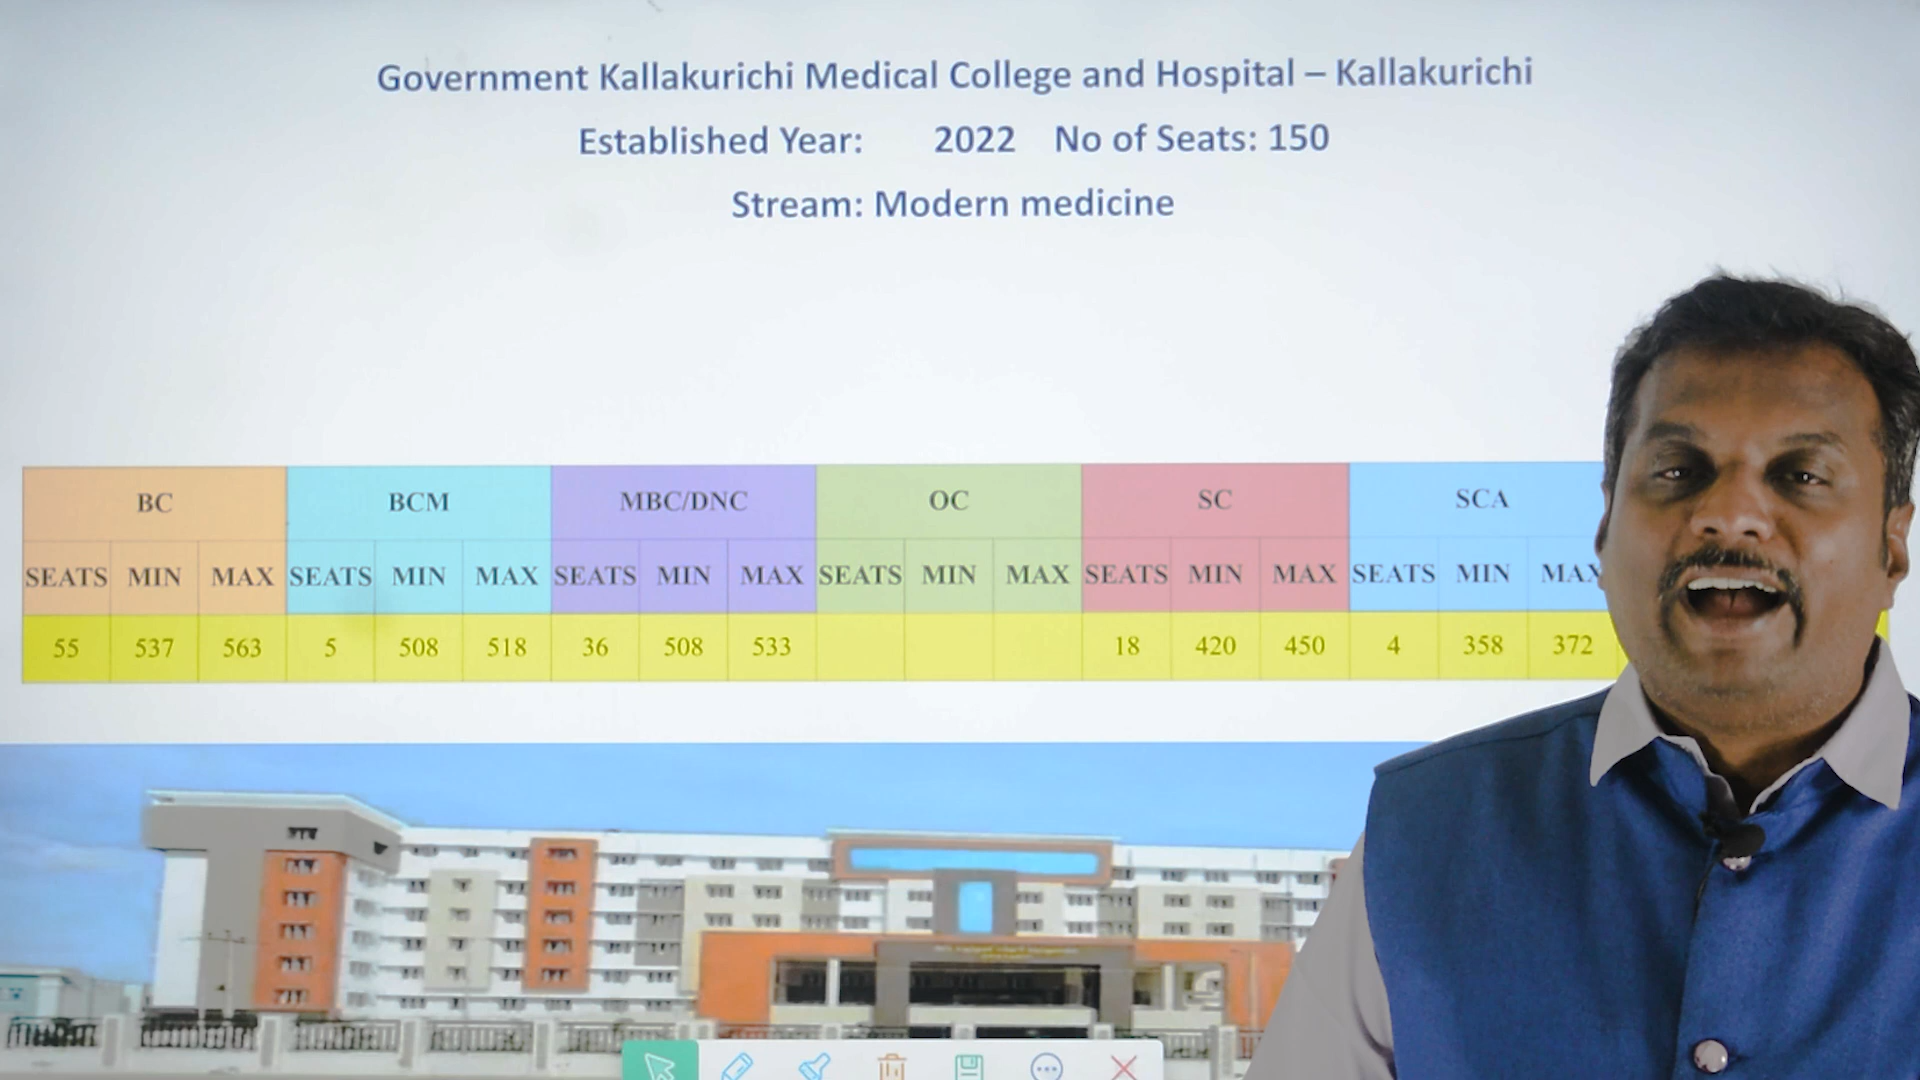 Government Kallakurichi Medical College and Hospital – Kallakurichi
Established Year: 2022 No of Seats: 150
Stream: Modern medicine
BC BCM MBC/DNC OC SC SCA
SEATS MIN MAX SEATS MIN MAX SEATS MIN MAX SEATS MIN MAX SEATS MIN MAX SEATS MIN MAX
55 537 563 5 508 518 36 508 533 18 420 450 4 358 372